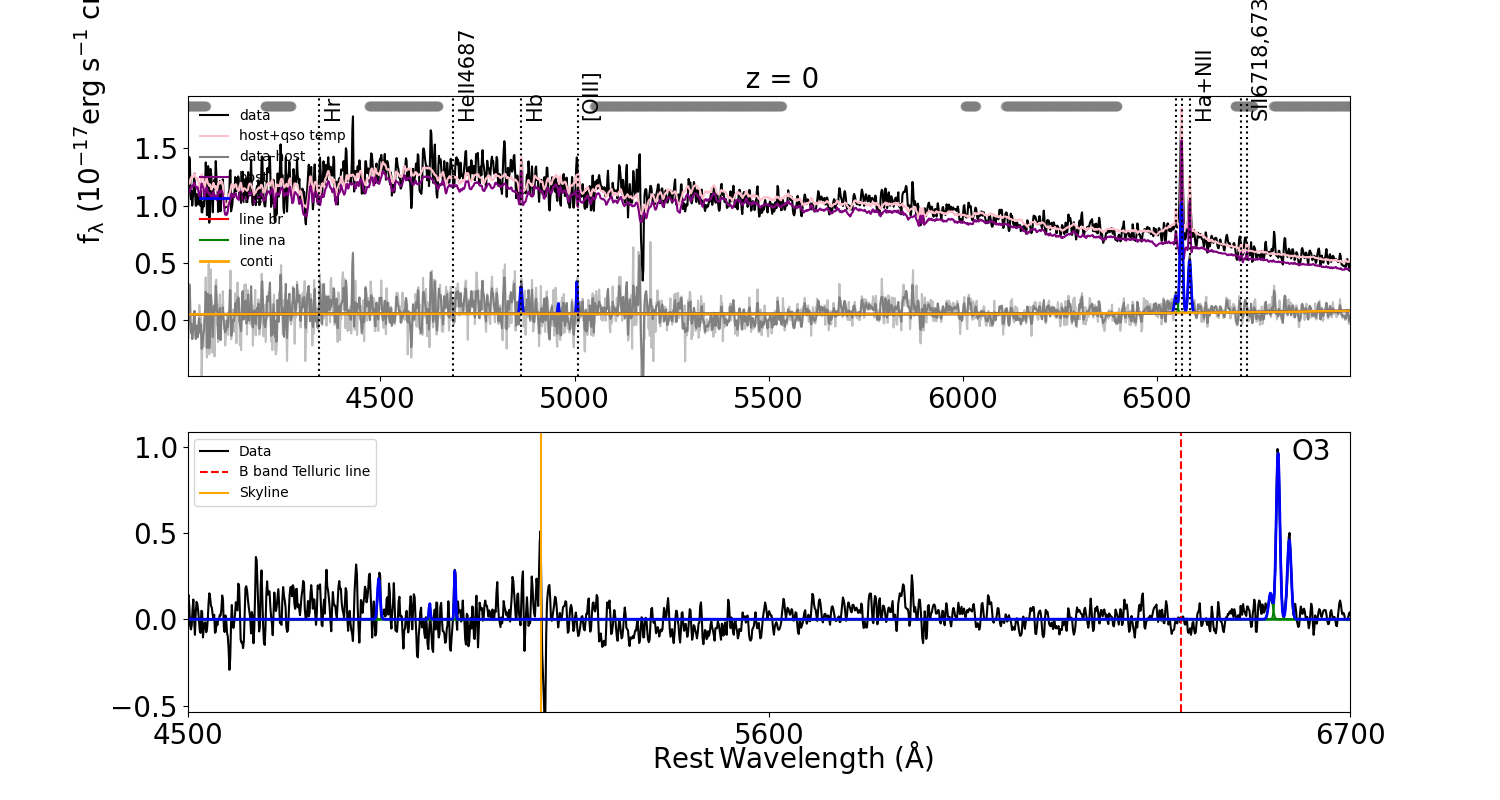 z = 0
f_λ (10^−17 erg s^−1 c
Hr
HeII4687
Hb
[OIII]
Ha+NII
SII6718,673
data
host+qso temp
data-host
line br
line na
conti
1.5
1.0
0.5
0.0
4500 5000 5500 6000 6500
Data
B band Telluric line
Skyline
O3
1.0
0.5
0.0
−0.5
4500 5600 6700
Rest Wavelength (Å)